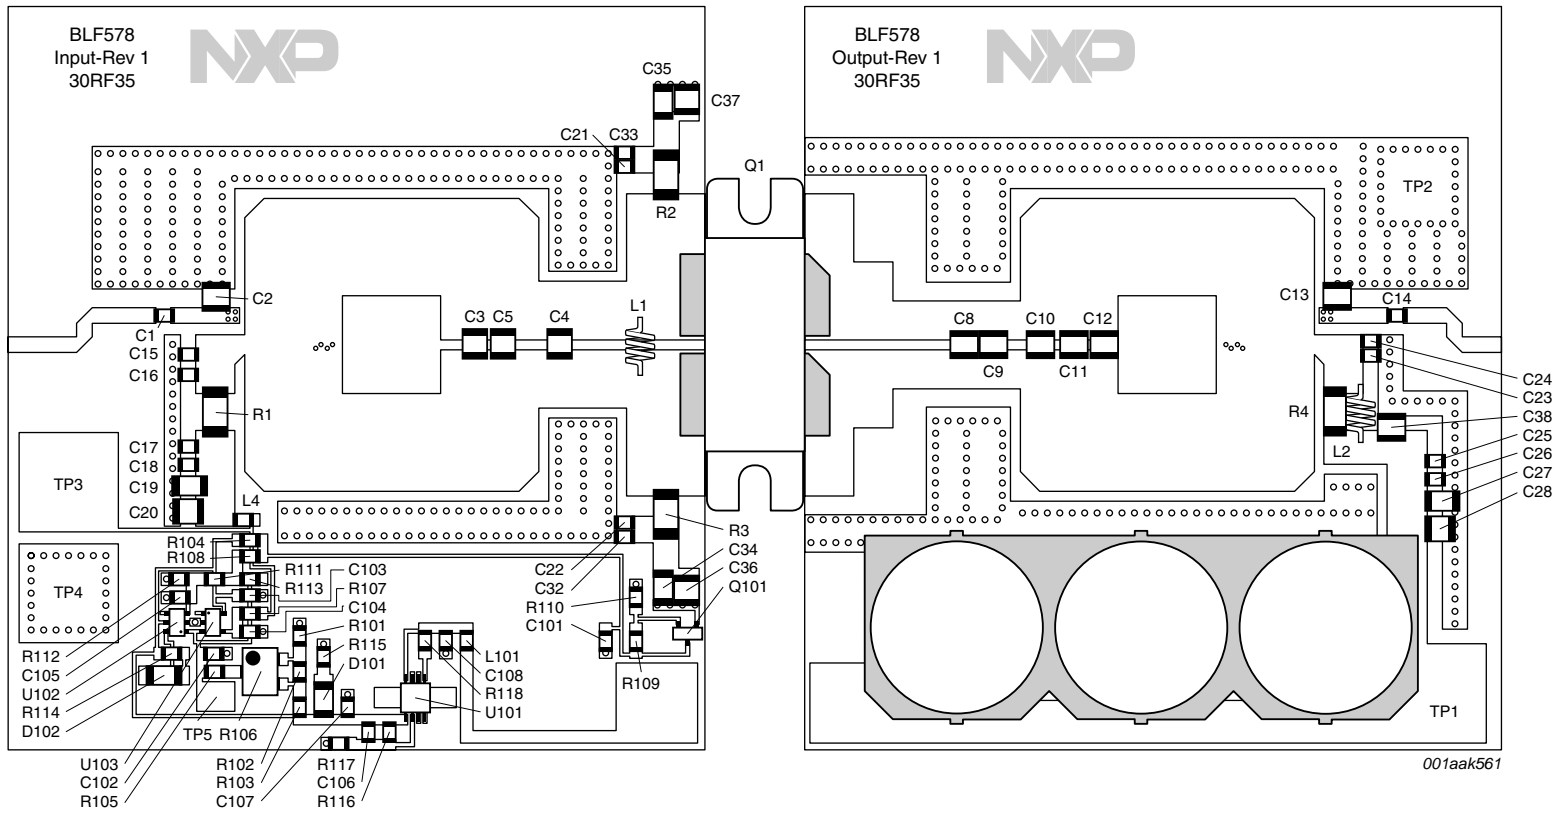 BLF578
Input-Rev 1
30RF35
NXP
BLF578
Output-Rev 1
30RF35
NXP
C35
C37
C21
C33
R2
Q1
TP2
C2
C1
C15
C16
C3
C5
C4
L1
C8
C9
C10
C11
C12
C13
C14
R1
R4
L2
C24
C23
C38
C25
C26
C27
C28
C17
C18
C19
C20
TP3
L4
R104
R108
R111
R113
C103
R107
C104
R101
R115
D101
TP4
C22
C32
R110
C101
R3
C34
C36
Q101
R109
R112
C105
U102
R114
D102
TP5
R106
L101
C108
R118
U101
U103
C102
R105
R102
R103
C107
R117
C106
R116
TP1
001aak561